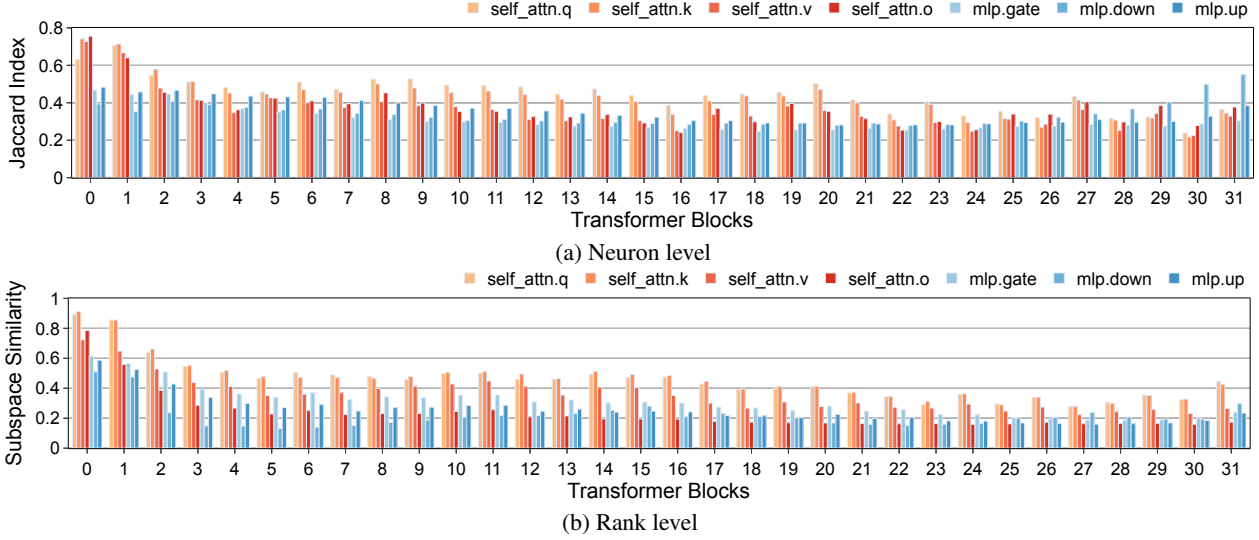 self_attn.q self_attn.k self_attn.v self_attn.o mlp.gate mlp.down mlp.up
Jaccard Index
0.8
0.6
0.4
0.2
0
0 1 2 3 4 5 6 7 8 9 10 11 12 13 14 15 16 17 18 19 20 21 22 23 24 25 26 27 28 29 30 31
Transformer Blocks
(a) Neuron level
self_attn.q self_attn.k self_attn.v self_attn.o mlp.gate mlp.down mlp.up
Subspace Similarity
1
0.8
0.6
0.4
0.2
0
0 1 2 3 4 5 6 7 8 9 10 11 12 13 14 15 16 17 18 19 20 21 22 23 24 25 26 27 28 29 30 31
Transformer Blocks
(b) Rank level